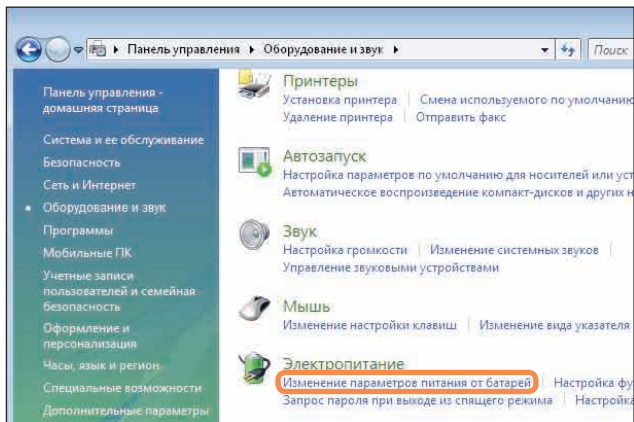 Панель управления ▸ Оборудование и звук ▸
Поиск
Панель управления -
домашняя страница
Система и ее обслуживание
Безопасность
Сеть и Интернет
Оборудование и звук
Программы
Мобильные ПК
Учетные записи
пользователей и семейная
безопасность
Оформление и
персонализация
Часы, язык и регион
Специальные возможности
Дополнительные параметры
Принтеры
Установка принтера Смена используемого по умолчанию
Удаление принтера Отправить факс
Автозапуск
Настройка параметров по умолчанию для носителей или уст
Автоматическое воспроизведение компакт-дисков и других н
Звук
Настройка громкости Изменение системных звуков
Управление звуковыми устройствами
Мышь
Изменение настройки клавиш Изменение вида указателя
Электропитание
Изменение параметров питания от батарей Настройка фу
Запрос пароля при выходе из спящего режима Настройка